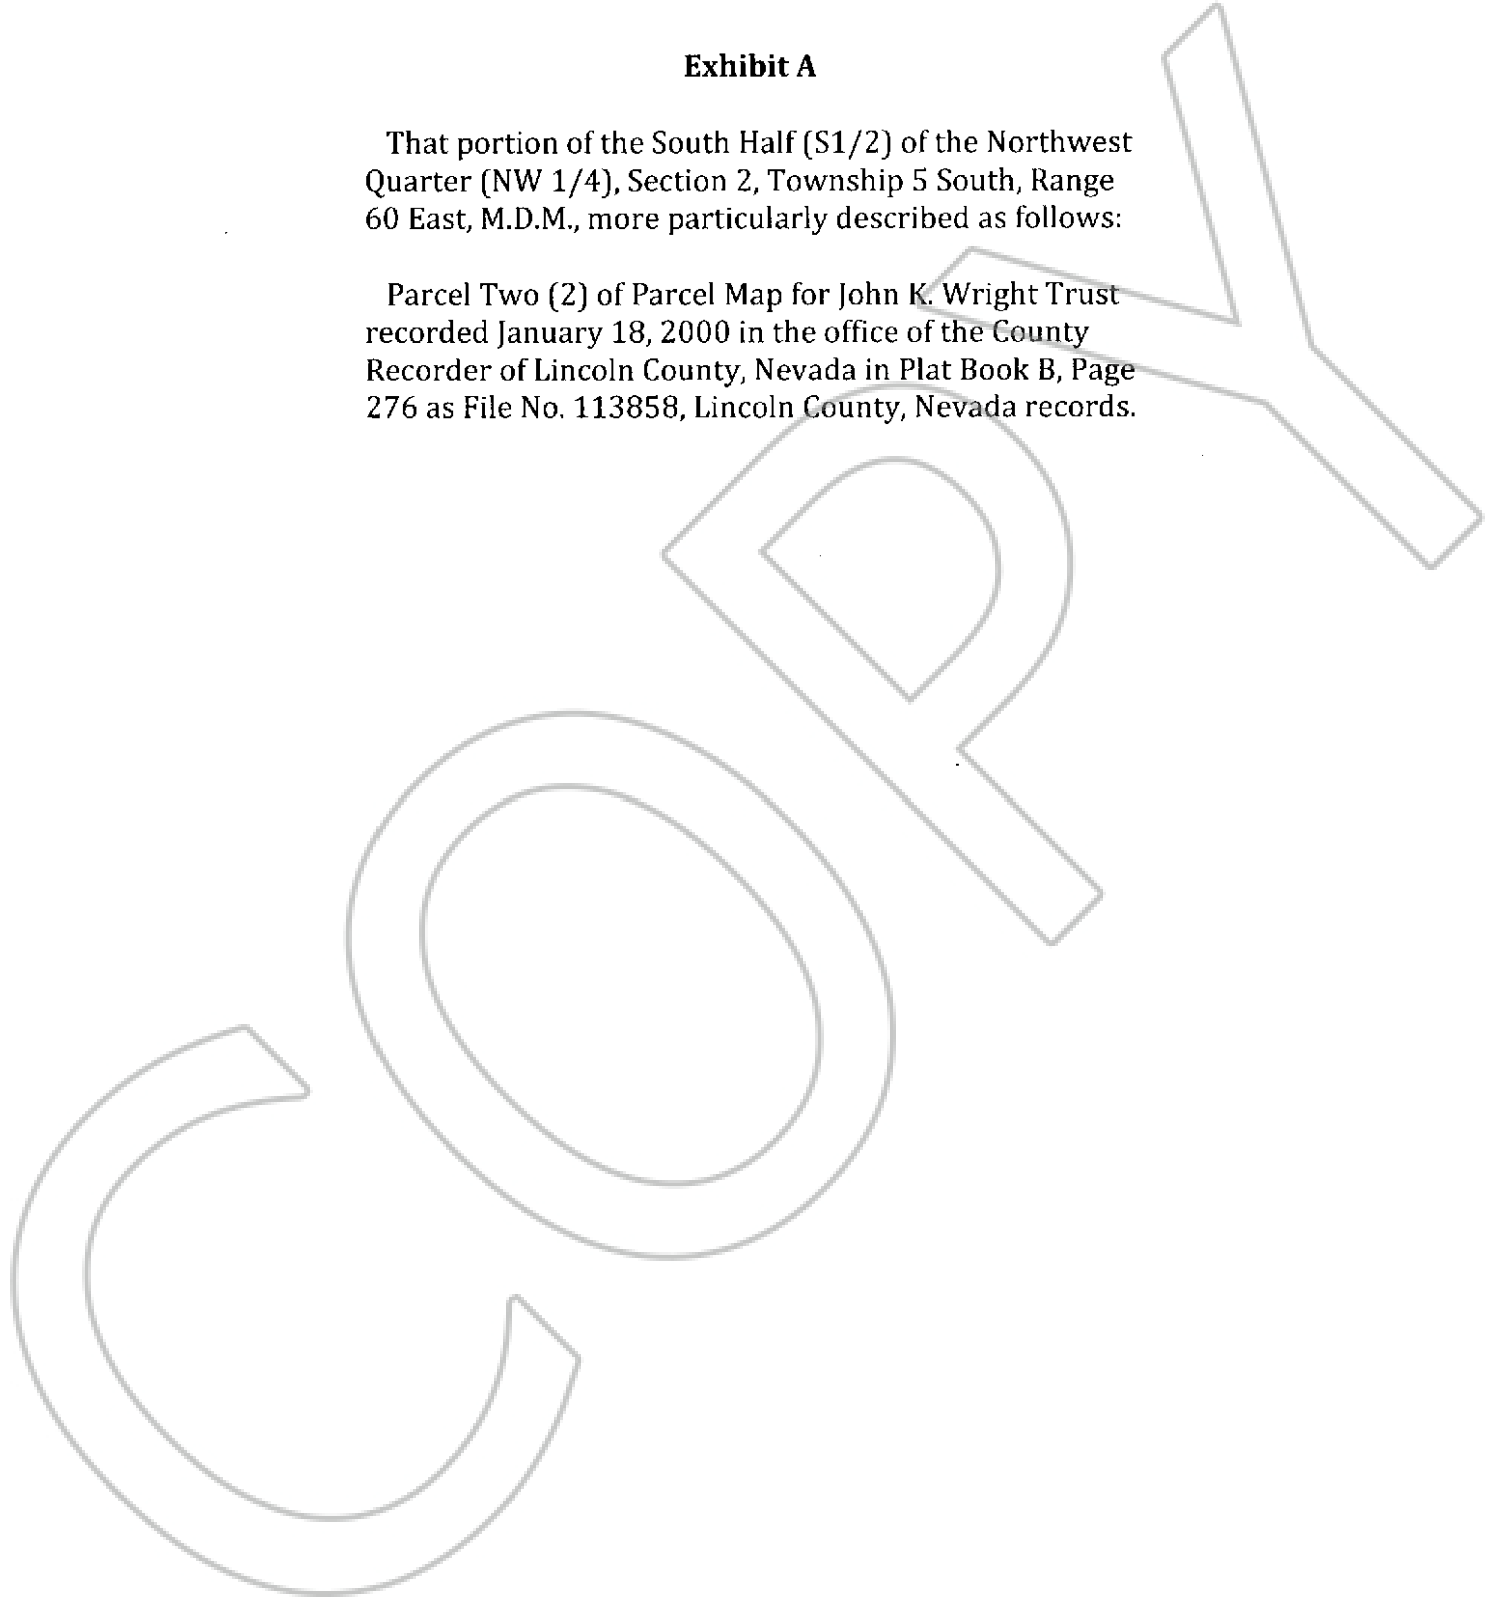 Exhibit A
That portion of the South Half (S1/2) of the Northwest
Quarter (NW 1/4), Section 2, Township 5 South, Range
60 East, M.D.M., more particularly described as follows:
Parcel Two (2) of Parcel Map for John K. Wright Trust
recorded January 18, 2000 in the office of the County
Recorder of Lincoln County, Nevada in Plat Book B, Page
276 as File No. 113858, Lincoln County, Nevada records.
COPY